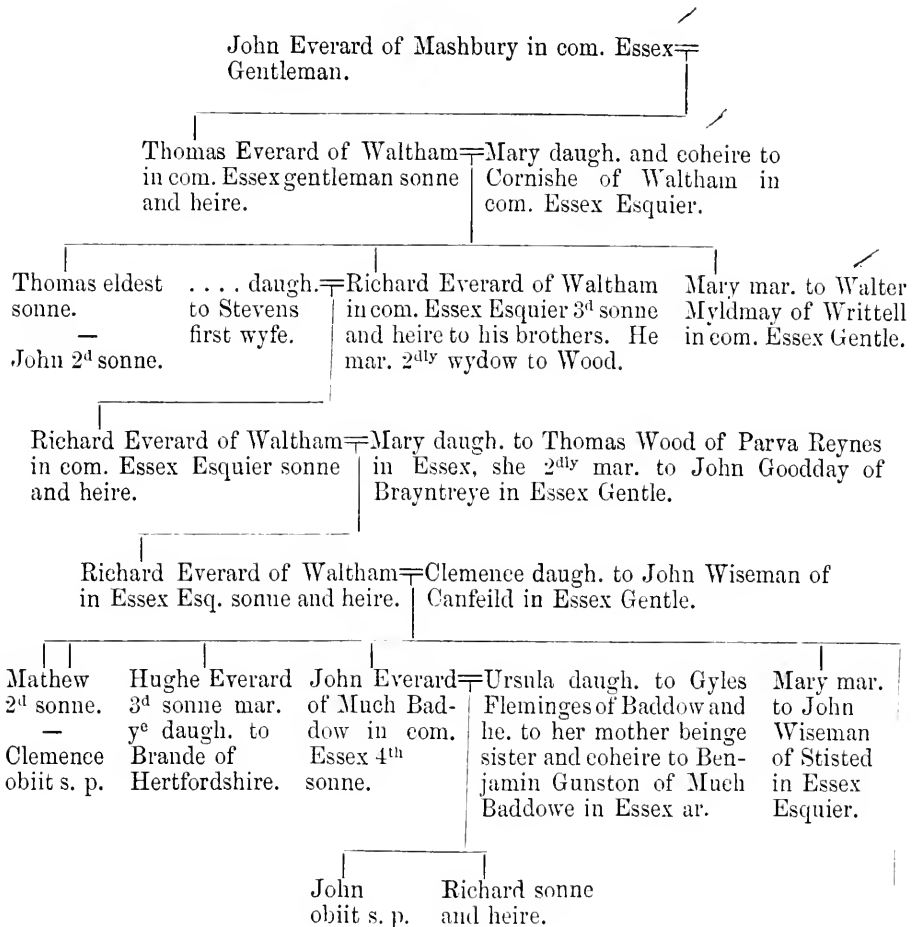 John Everard of Mashbury in com. Essex
Gentleman.
Thomas Everard of Waltham
in com. Essex gentleman sonne
and heire.
Mary daugh. and coheire to
Cornishe of Waltham in
com. Essex Esquier.
Thomas eldest
sonne.
—
John 2d sonne.
. . . . daugh.
to Stevens
first wyfe.
Richard Everard of Waltham
in com. Essex Esquier 3d sonne
and heire to his brothers. He
mar. 2dly wydow to Wood.
Mary mar. to Walter
Myldmay of Writtell
in com. Essex Gentle.
Richard Everard of Waltham
in com. Essex Esquier sonne
and heire.
Mary daugh. to Thomas Wood of Parva Reynes
in Essex, she 2dly mar. to John Goodday of
Brayntreye in Essex Gentle.
Richard Everard of Waltham
in Essex Esq. sonne and heire.
Clemence daugh. to John Wiseman of
Canfeild in Essex Gentle.
Mathew
2d sonne.
—
Clemence
obiit s. p.
Hughe Everard
3d sonne mar.
ye daugh. to
Brande of
Hertfordshire.
John Everard
of Much Bad-
dow in com.
Essex 4th
sonne.
Ursula daugh. to Gyles
Fleminges of Baddow and
he. to her mother beinge
sister and coheire to Ben-
jamin Gunston of Much
Baddowe in Essex ar.
Mary mar.
to John
Wiseman
of Stisted
in Essex
Esquier.
John
obiit s. p.
Richard sonne
and heire.